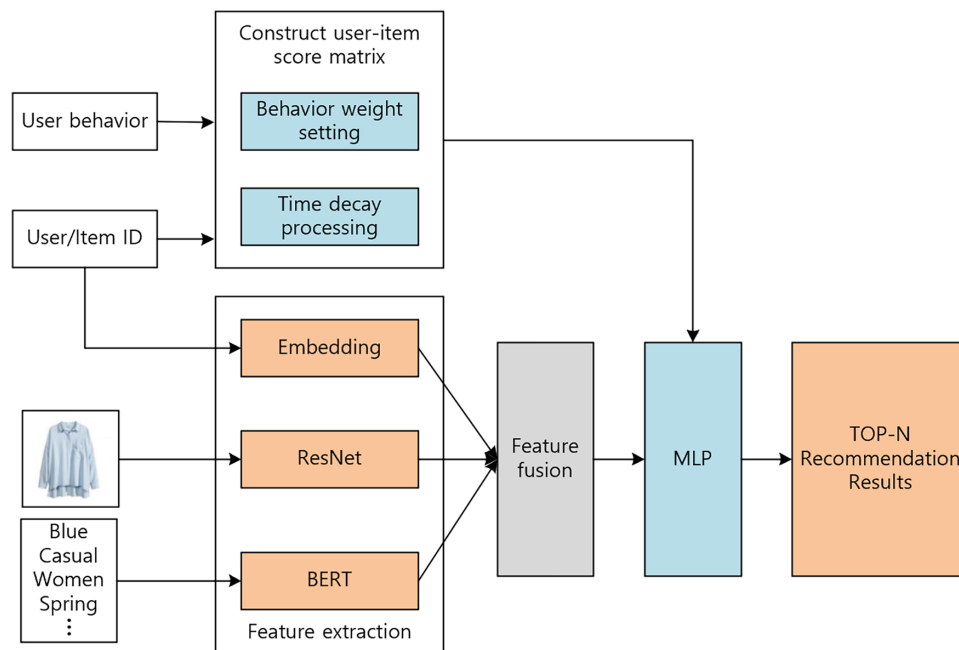 Construct user-item
score matrix
User behavior
Behavior weight
setting
User/Item ID
Time decay
processing
Embedding
ResNet
Feature
fusion
MLP
TOP-N
Recommendation
Results
Blue
Casual
Women
Spring
⋮
BERT
Feature extraction